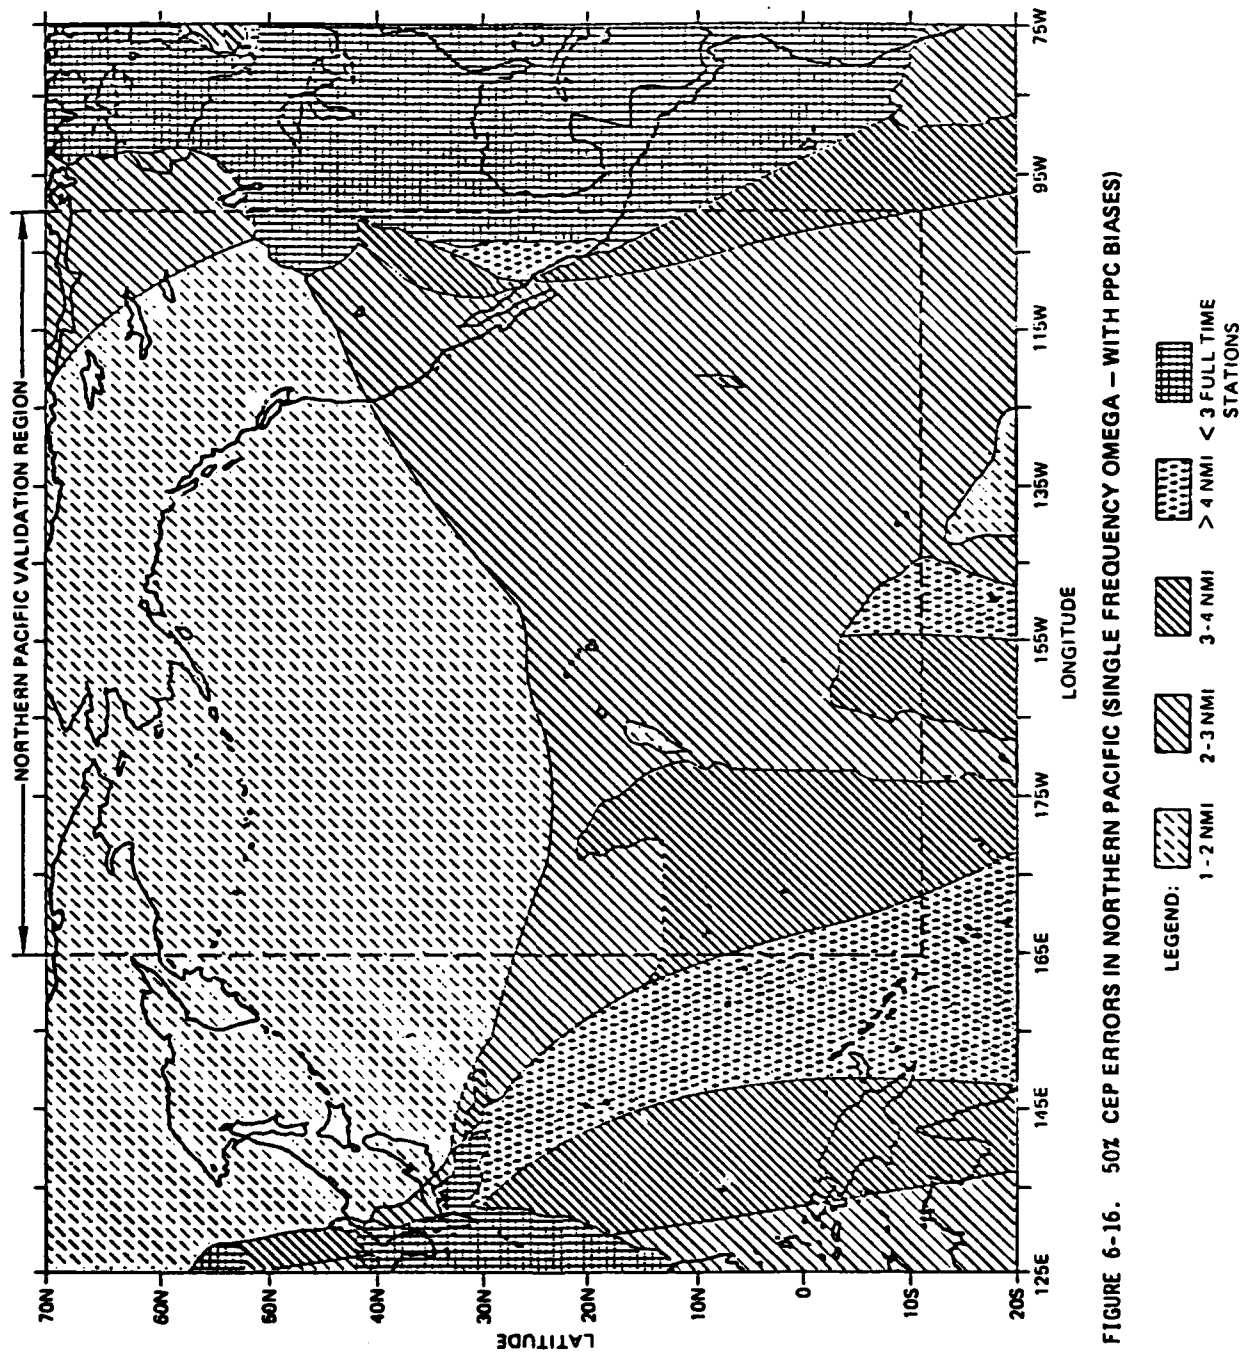 NORTHERN PACIFIC VALIDATION REGION
70N
60N
50N
40N
30N
20N
10N
0
10S
20S
LATITUDE
125E
145E
165E
175W
155W
135W
115W
95W
75W
LONGITUDE
FIGURE 6-16. 50% CEP ERRORS IN NORTHERN PACIFIC (SINGLE FREQUENCY OMEGA – WITH PPC BIASES)
LEGEND:
1 - 2 NMI
2 - 3 NMI
3-4 NMI
> 4 NMI
< 3 FULL TIME
STATIONS